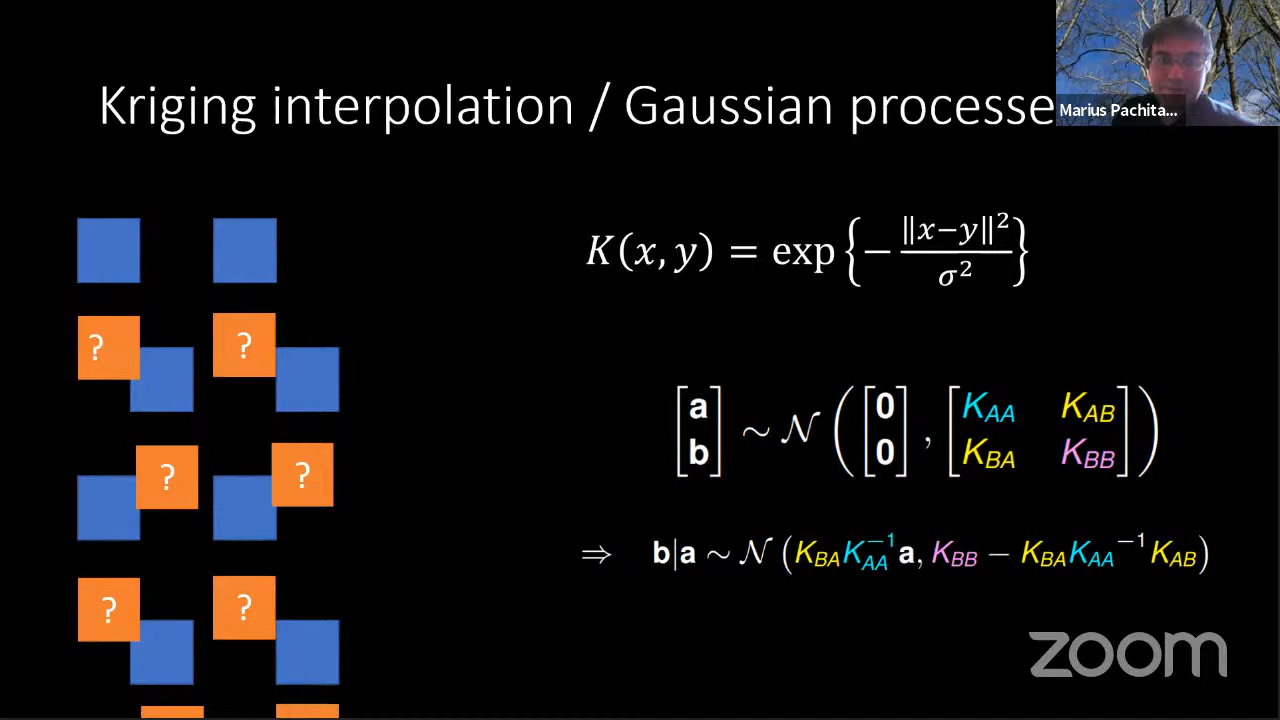 Kriging interpolation / Gaussian processe
Marius Pachita...
K(x, y) = exp{−‖x−y‖²/σ²}
? ?
[a b] ~ 𝒩([0 0], [K_AA K_AB K_BA K_BB])
? ?
⇒ b|a ~ 𝒩(K_BA K_AA⁻¹ a, K_BB − K_BA K_AA⁻¹ K_AB)
? ?
zoom